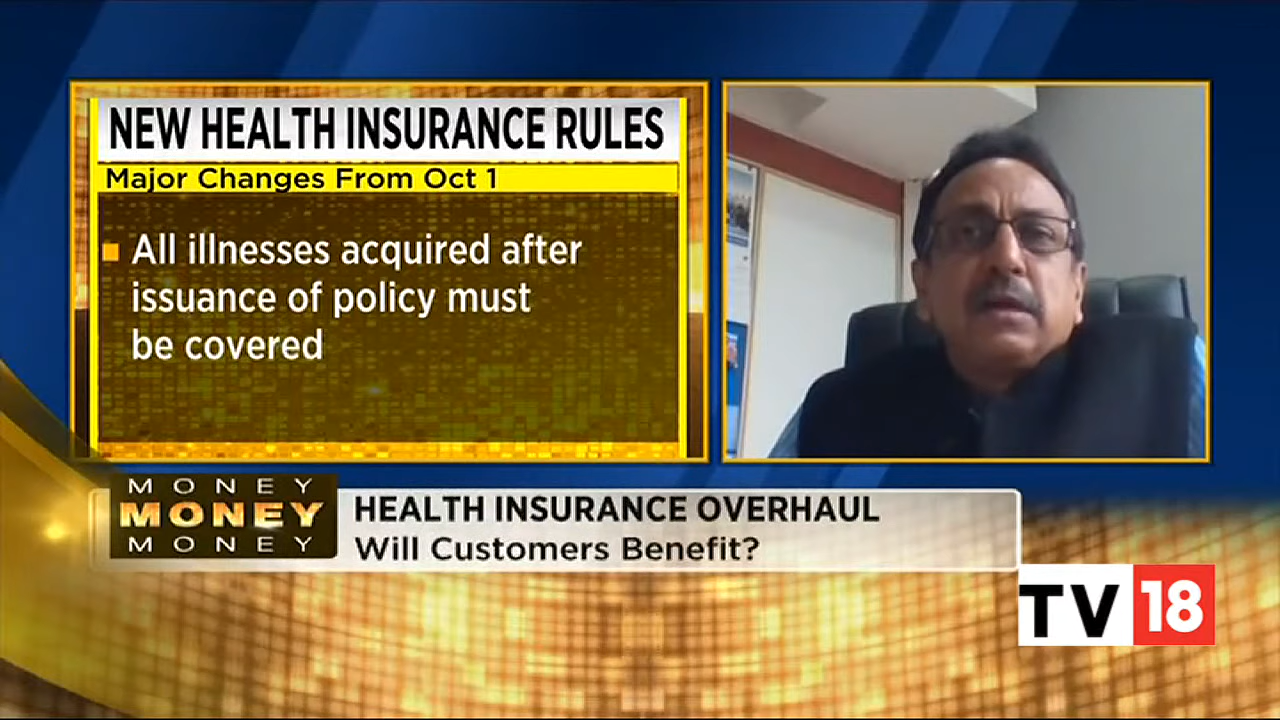 NEW HEALTH INSURANCE RULES
Major Changes From Oct 1
All illnesses acquired after
issuance of policy must
be covered
MONEY
MONEY
MONEY
HEALTH INSURANCE OVERHAUL
Will Customers Benefit?
TV18